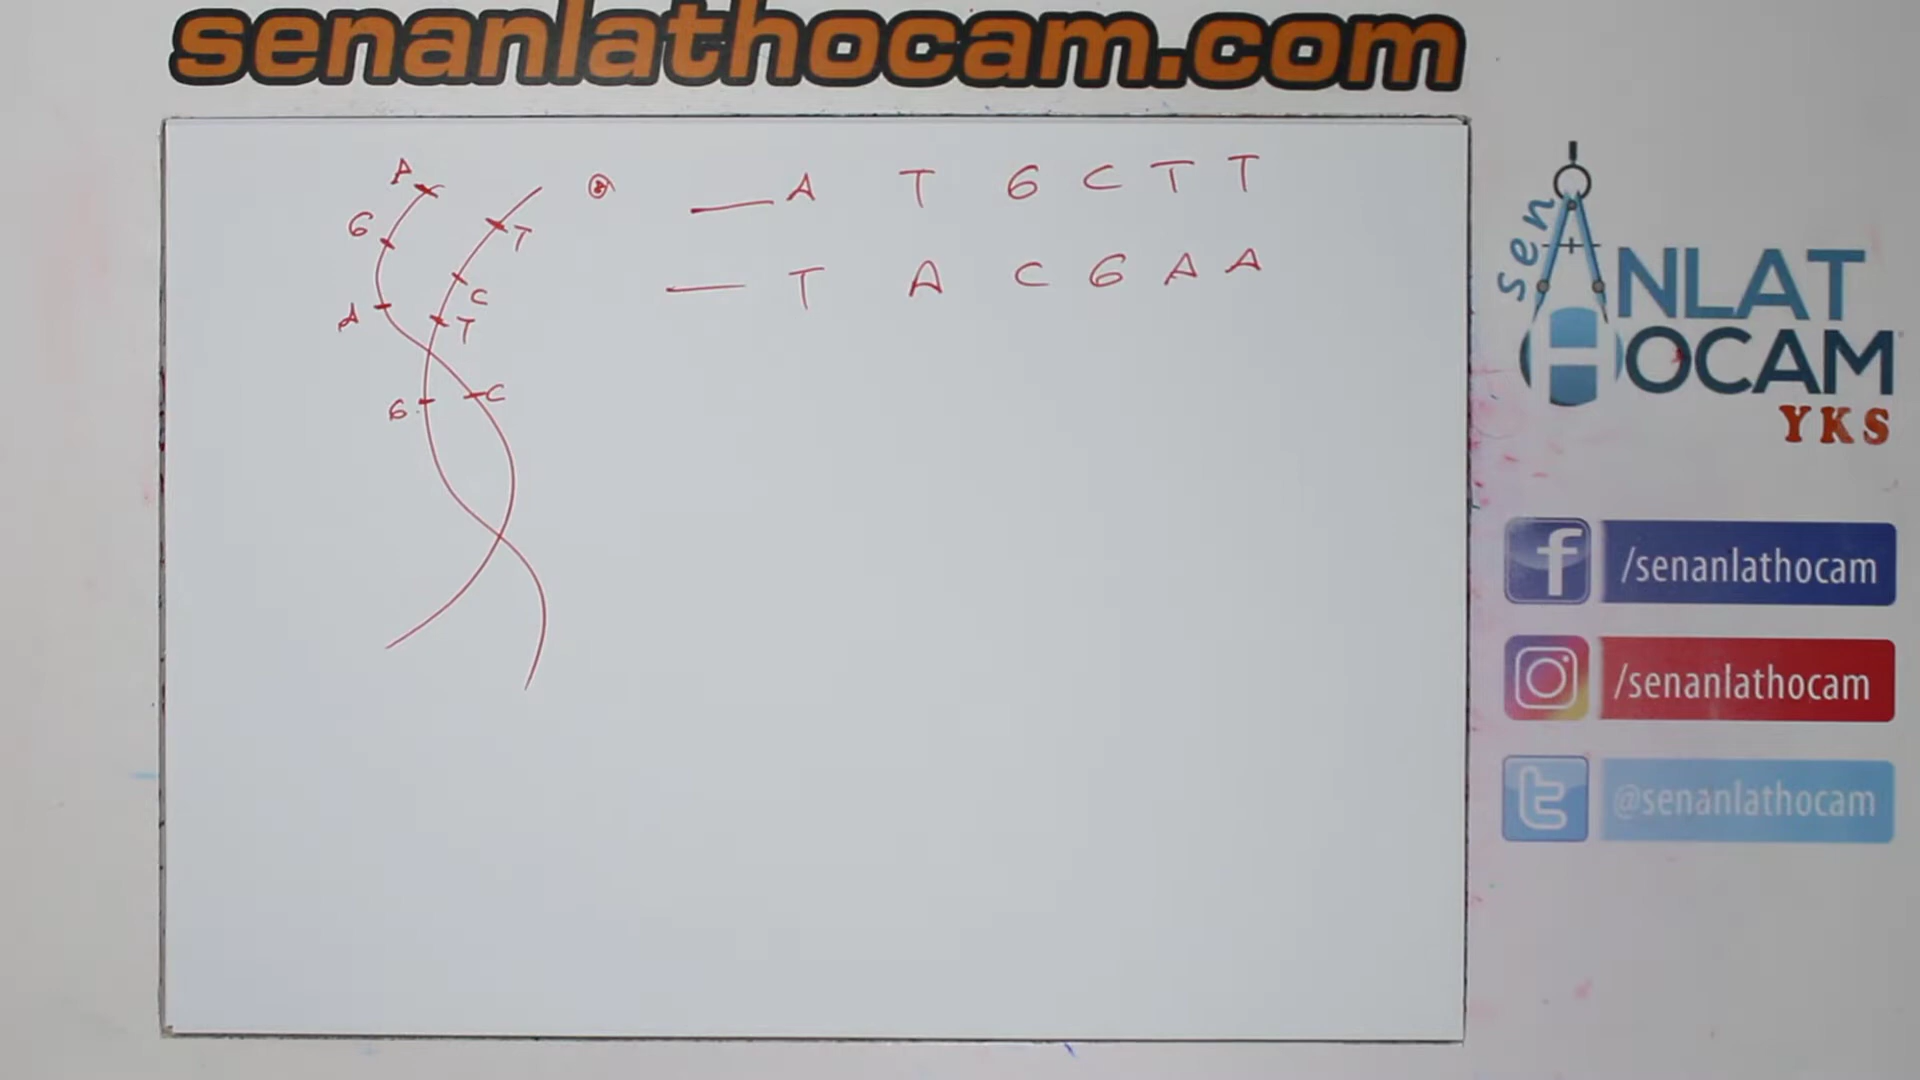 senanlathocam.com
A T G C T T
T A C G A A
A
G
T
C
A
T
G C
sen
ANLAT
HOCAM
YKS
/senanlathocam
/senanlathocam
@senanlathocam